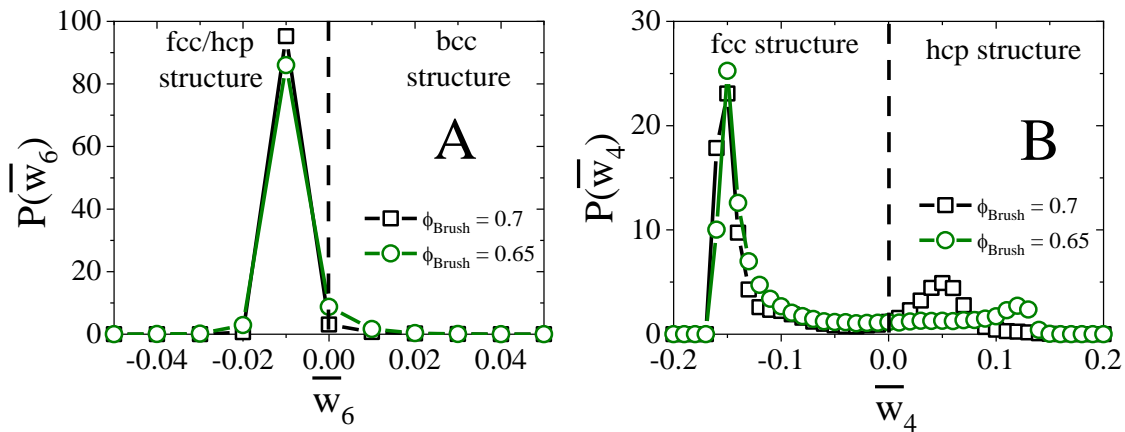 100
80
60
40
20
0
P(w̅₆)
fcc/hcp
structure
bcc
structure
A
ϕBrush = 0.7
ϕBrush = 0.65
-0.04 -0.02 0.00 0.02 0.04
w̅₆
30
20
10
0
P(w̅₄)
fcc structure
hcp structure
B
ϕBrush = 0.7
ϕBrush = 0.65
-0.2 -0.1 0.0 0.1 0.2
w̅₄